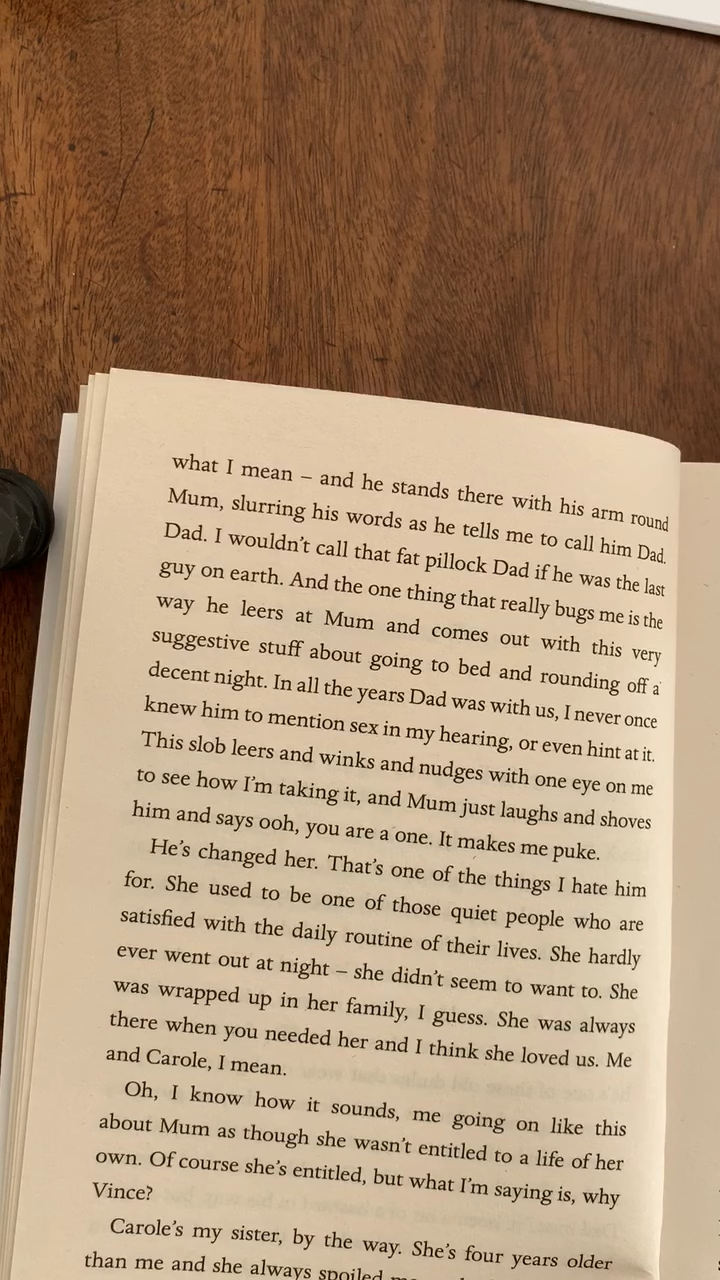 what I mean – and he stands there with his arm round
Mum, slurring his words as he tells me to call him Dad.
Dad. I wouldn't call that fat pillock Dad if he was the last
guy on earth. And the one thing that really bugs me is the
way he leers at Mum and comes out with this very
suggestive stuff about going to bed and rounding off a
decent night. In all the years Dad was with us, I never once
knew him to mention sex in my hearing, or even hint at it.
This slob leers and winks and nudges with one eye on me
to see how I'm taking it, and Mum just laughs and shoves
him and says ooh, you are a one. It makes me puke.
He's changed her. That's one of the things I hate him
for. She used to be one of those quiet people who are
satisfied with the daily routine of their lives. She hardly
ever went out at night – she didn't seem to want to. She
was wrapped up in her family, I guess. She was always
there when you needed her and I think she loved us. Me
and Carole, I mean.
Oh, I know how it sounds, me going on like this
about Mum as though she wasn't entitled to a life of her
own. Of course she's entitled, but what I'm saying is, why
Vince?
Carole's my sister, by the way. She's four years older
than me and she always spoiled